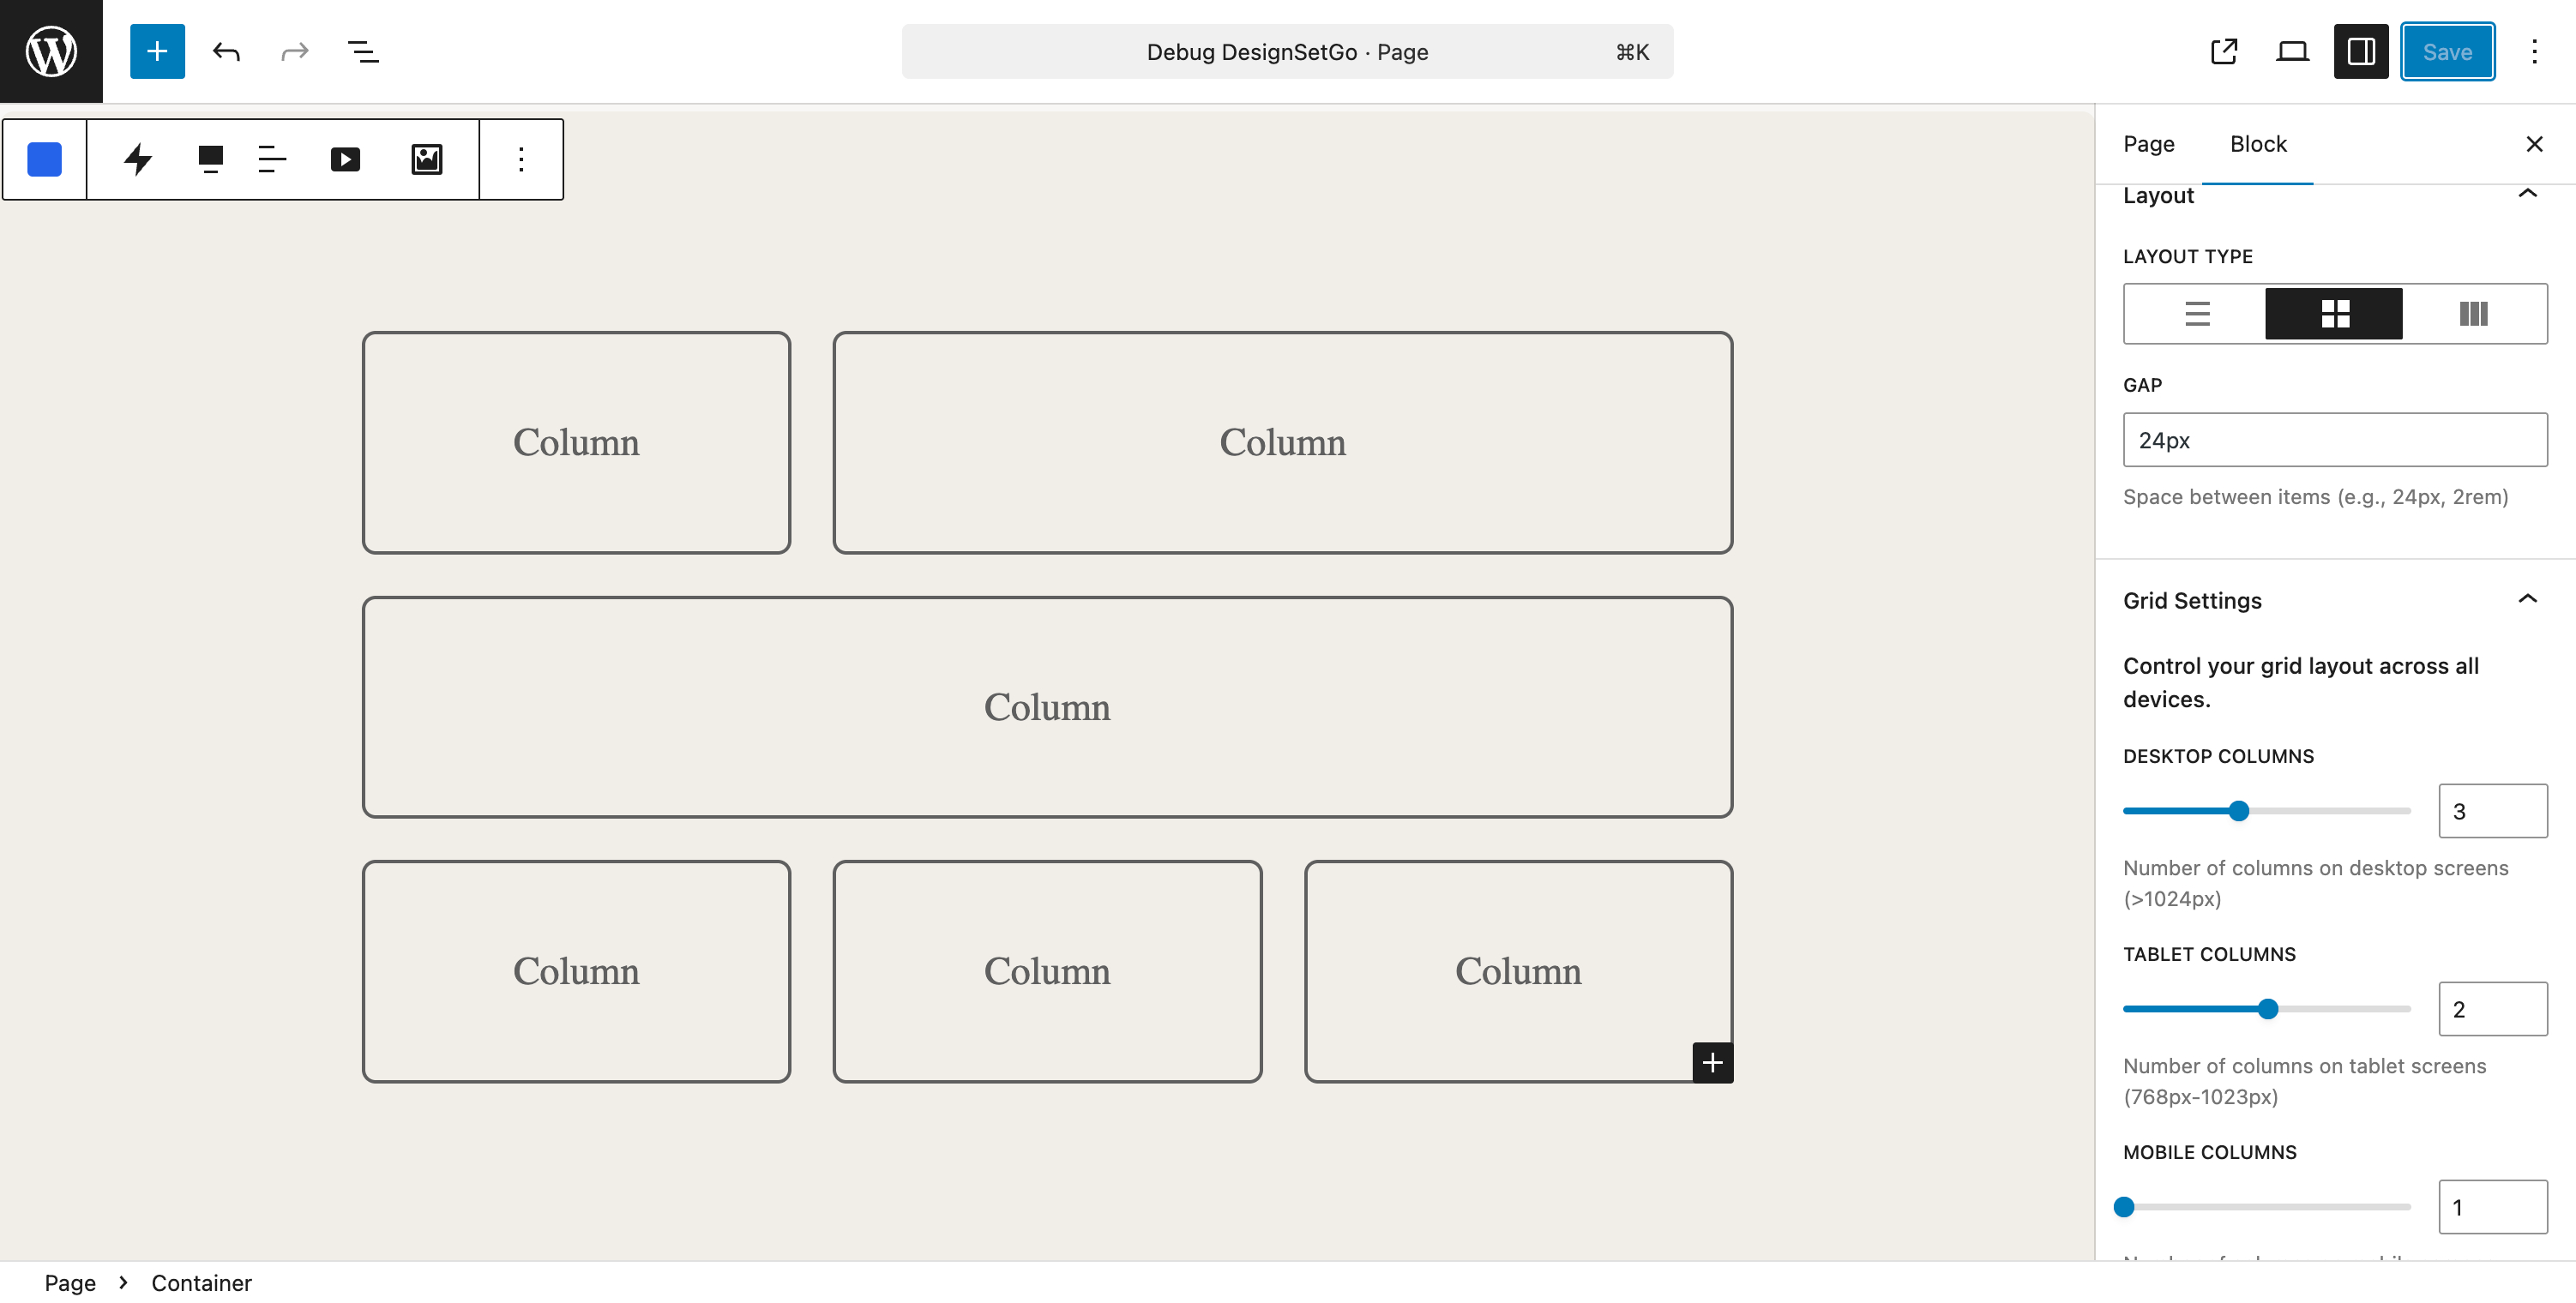 Debug DesignSetGo · Page ⌘K
Save
Page Block
Layout
LAYOUT TYPE
GAP
24px
Space between items (e.g., 24px, 2rem)
Grid Settings
Control your grid layout across all
devices.
DESKTOP COLUMNS
3
Number of columns on desktop screens
(>1024px)
TABLET COLUMNS
2
Number of columns on tablet screens
(768px-1023px)
MOBILE COLUMNS
1
Column Column
Column
Column Column Column
Page > Container